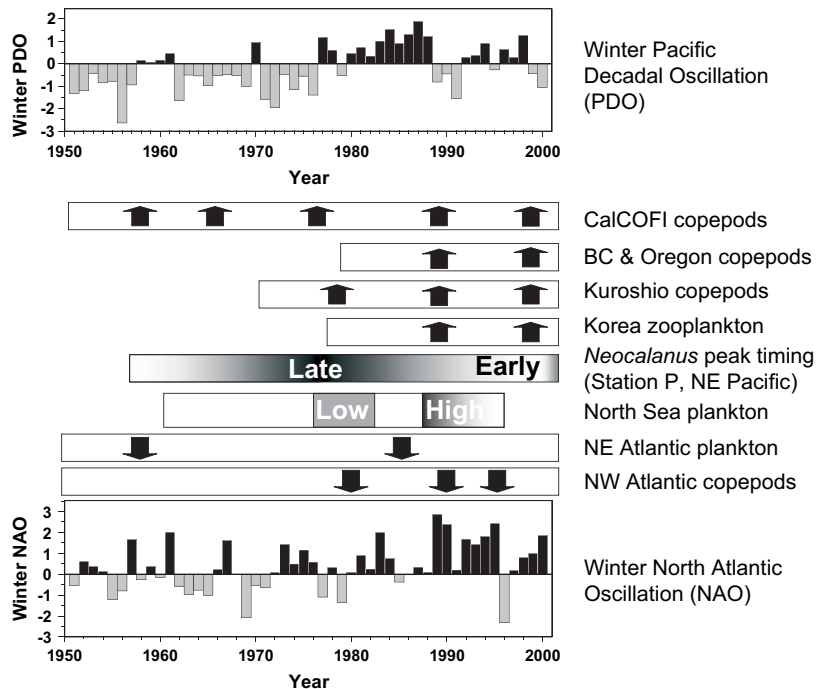 2
1
0
-1
-2
-3
Winter PDO
1950 1960 1970 1980 1990 2000
Year
Winter Pacific
Decadal Oscillation
(PDO)
CalCOFI copepods
BC & Oregon copepods
Kuroshio copepods
Korea zooplankton
Late Early
Neocalanus peak timing
(Station P, NE Pacific)
Low High
North Sea plankton
NE Atlantic plankton
NW Atlantic copepods
3
2
1
0
-1
-2
-3
Winter NAO
1950 1960 1970 1980 1990 2000
Year
Winter North Atlantic
Oscillation (NAO)